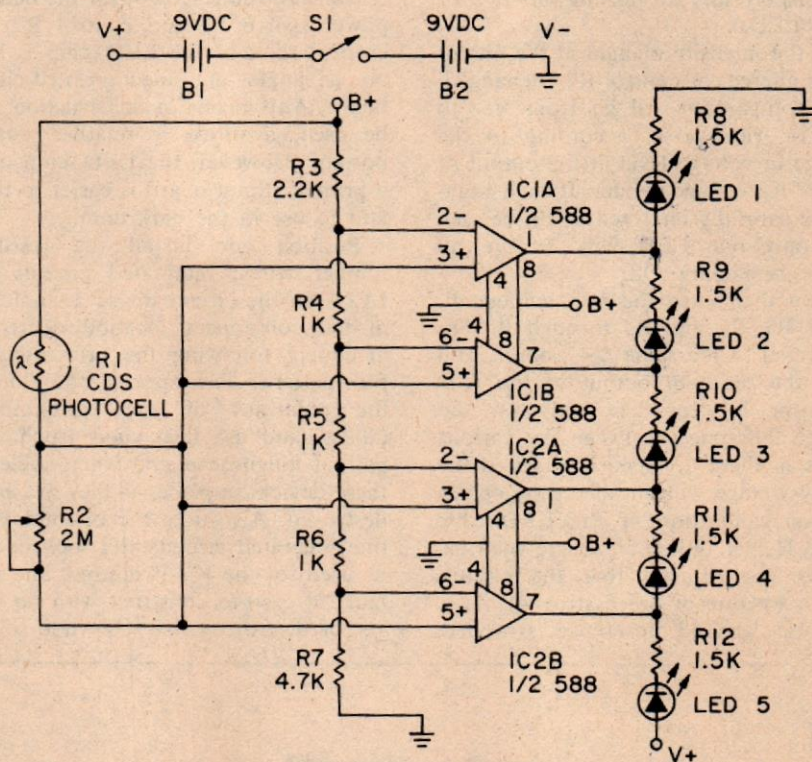 9VDC S1 9VDC
V+ V-
B1 B2
B+
R8
1.5K
LED 1
R3
2.2K
IC1A
1/2 588
2-
3+
1
8
4
B+
R9
1.5K
LED 2
R4
1K
4
8
6-
5+
7
IC1B
1/2 588
λ
R1
CDS
PHOTOCELL
R10
1.5K
LED 3
R5
1K
IC2A
1/2 588
2-
3+
1
8
4
B+
R2
2M
R11
1.5K
LED 4
R6
1K
4
8
6-
5+
7
IC2B
1/2 588
R7
4.7K
R12
1.5K
LED 5
V+